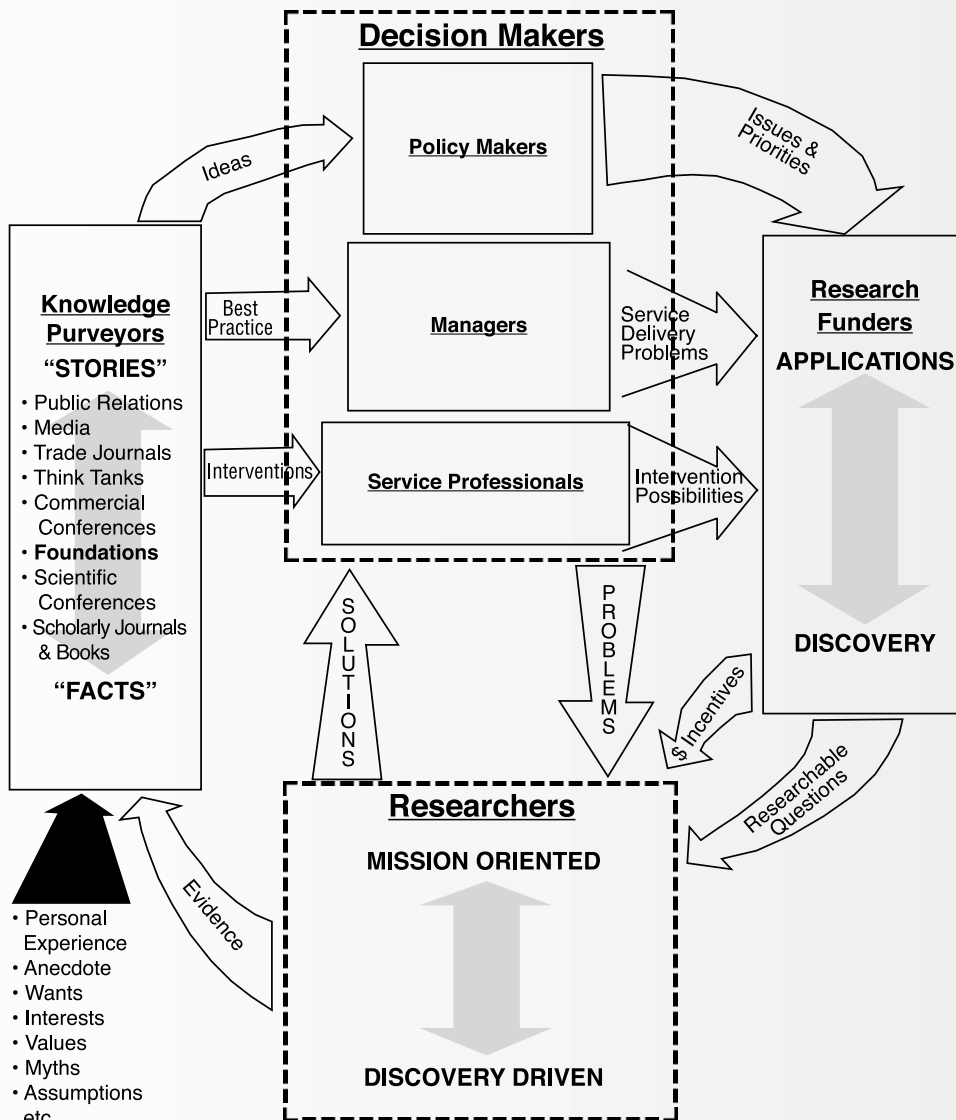 Decision Makers
Policy Makers
Ideas
Issues &
Priorities
Knowledge
Purveyors
“STORIES”
• Public Relations
• Media
• Trade Journals
• Think Tanks
• Commercial
Conferences
• Foundations
• Scientific
Conferences
• Scholarly Journals
& Books
“FACTS”
Best
Practice
Managers
Service
Delivery
Problems
Research
Funders
APPLICATIONS
DISCOVERY
Interventions
Service Professionals
Intervention
Possibilities
SOLUTIONS
PROBLEMS
$ Incentives
Researchable
Questions
Researchers
MISSION ORIENTED
DISCOVERY DRIVEN
Evidence
• Personal
Experience
• Anecdote
• Wants
• Interests
• Values
• Myths
• Assumptions
etc